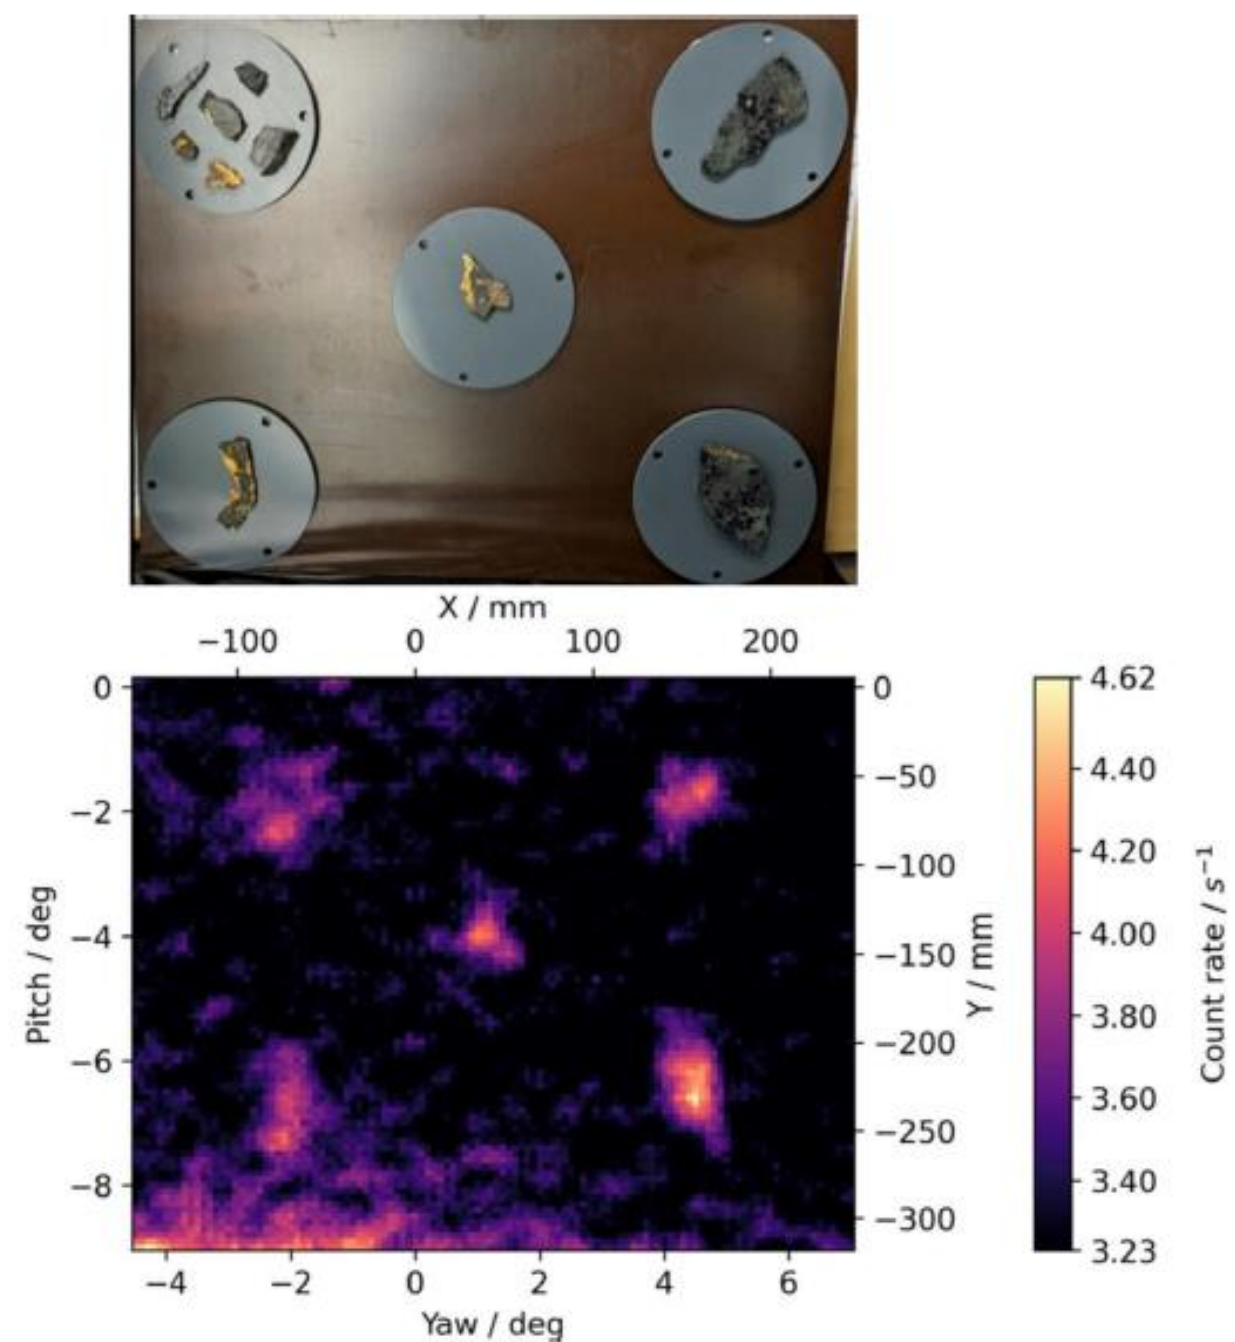 X / mm
−100 0 100 200
0 0 4.62
−50 4.40
−2
−100 4.20
−4 4.00
−150
3.80
−200
−6 3.60
−250
−8 3.40
−300
3.23
−4 −2 0 2 4 6
Yaw / deg
Pitch / deg
Y / mm
Count rate / s⁻¹